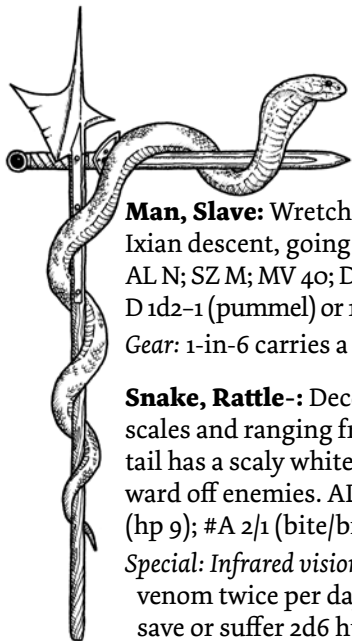 Man, Slave: Wretch
Ixian descent, going
AL N; SZ M; MV 40; D
D 1d2–1 (pummel) or 1
Gear: 1-in-6 carries a
Snake, Rattle-: Dec
scales and ranging fr
tail has a scaly white
ward off enemies. AL
(hp 9); #A 2/1 (bite/b
Special: Infrared vision
venom twice per da
save or suffer 2d6 h